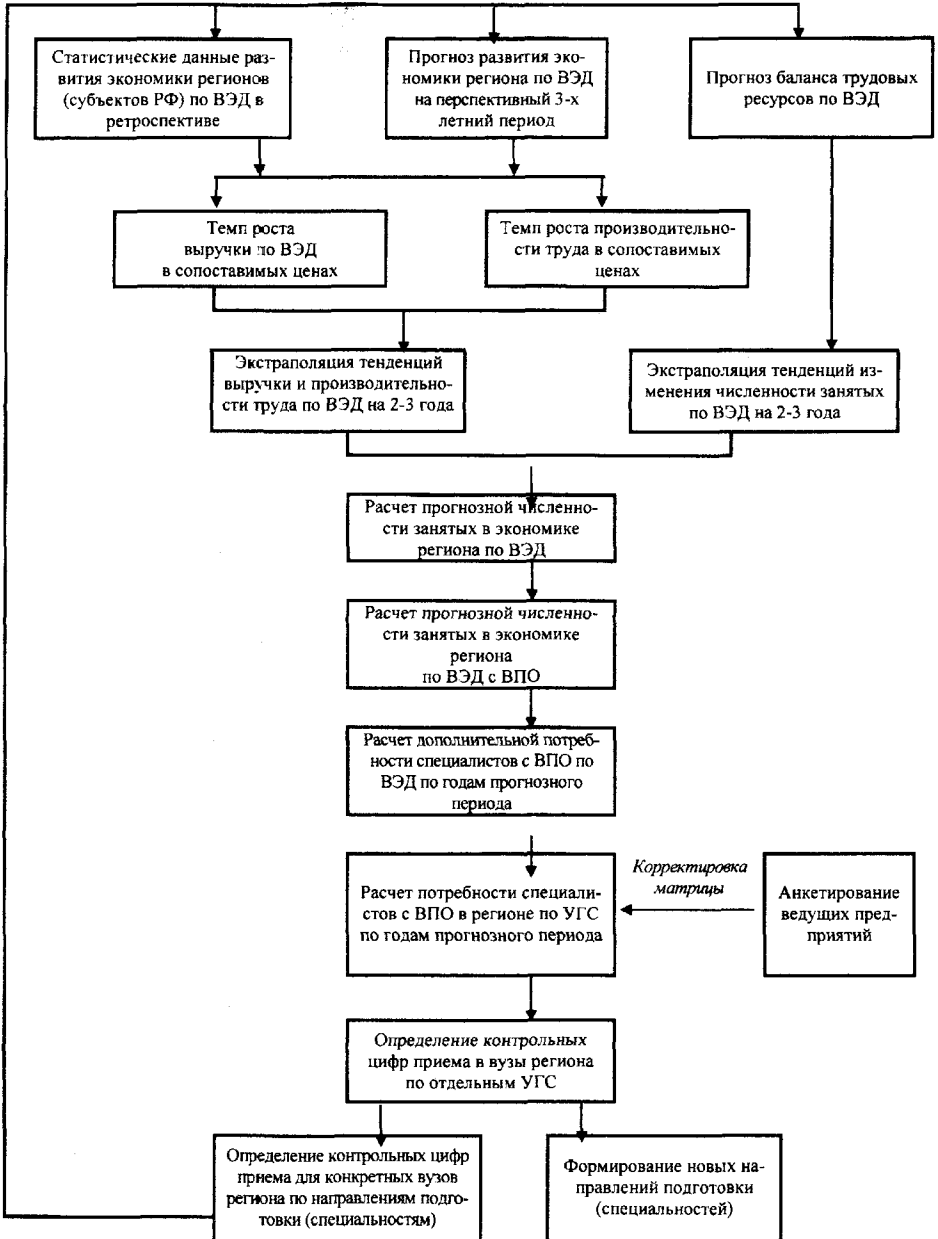 Статистические данные раз-
вития экономики регионов
(субъектов РФ) по ВЭД в
ретроспективе
Прогноз развития эко-
номики региона по ВЭД
на перспективный 3-х
летний период
Прогноз баланса трудовых
ресурсов по ВЭД
Темп роста
выручки по ВЭД
в сопоставимых ценах
Темп роста производительно-
сти труда в сопоставимых
ценах
Экстраполяция тенденций
выручки и производительно-
сти труда по ВЭД на 2-3 года
Экстраполяция тенденций из-
менения численности занятых
по ВЭД на 2-3 года
Расчет прогнозной численно-
сти занятых в экономике
региона по ВЭД
Расчет прогнозной численно-
сти занятых в экономике
региона
по ВЭД с ВПО
Расчет дополнительной потреб-
ности специалистов с ВПО по
ВЭД по годам прогнозного
периода
Расчет потребности специали-
стов с ВПО в регионе по УГС
по годам прогнозного периода
Корректировка
матрицы
Анкетирование
ведущих пред-
приятий
Определение контрольных
цифр приема в вузы региона
по отдельным УГС
Определение контрольных цифр
приема для конкретных вузов
региона по направлениям подго-
товки (специальностям)
Формирование новых на-
правлений подготовки
(специальностей)